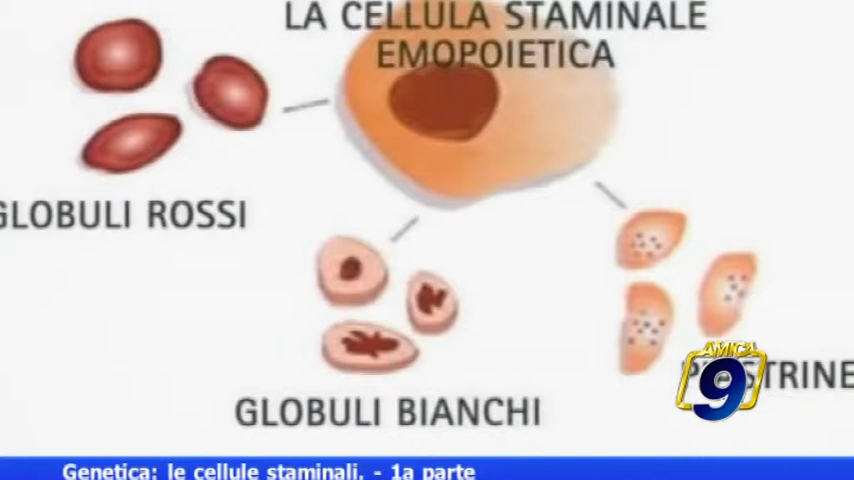 LA CELLULA STAMINALE
EMOPOIETICA
GLOBULI ROSSI
GLOBULI BIANCHI
AMICA
9
Genetica: le cellule staminali. - 1a parte